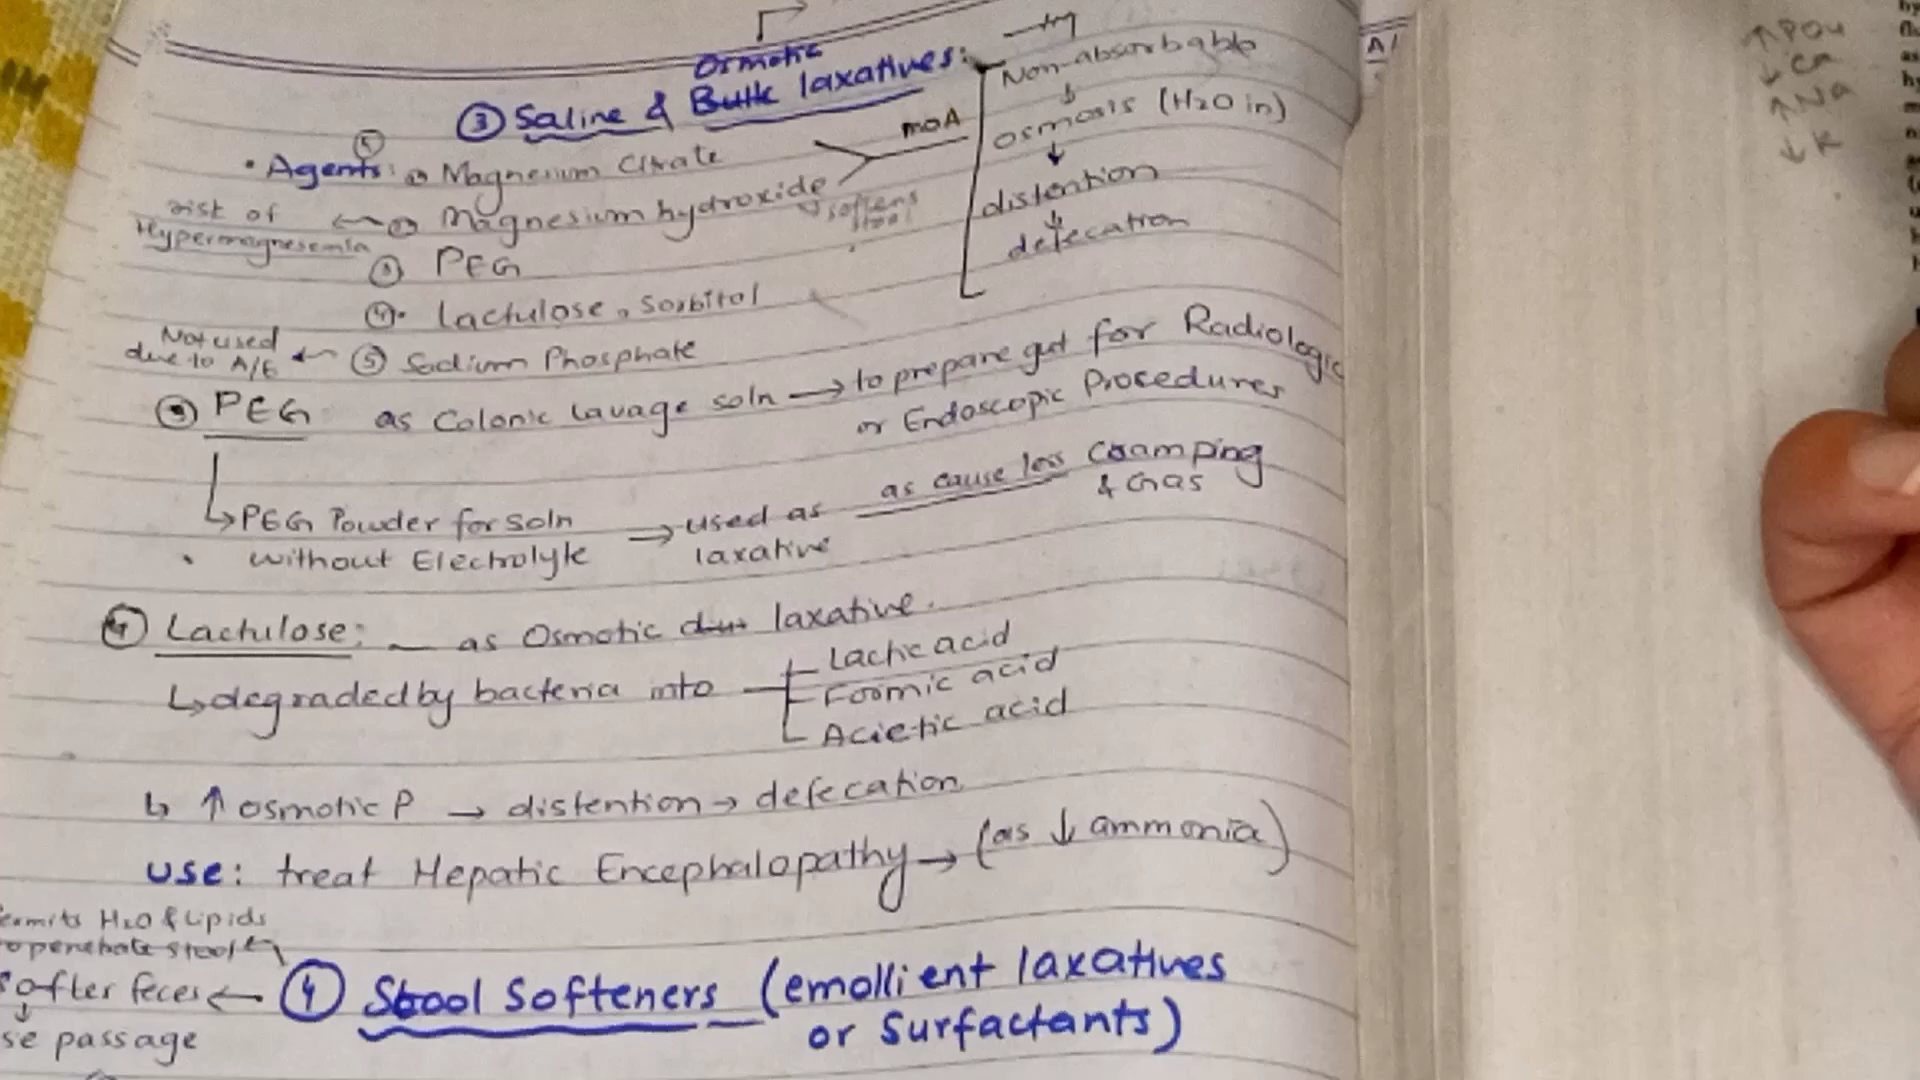 Osmotic
③ Saline & Bulk laxatives:
• Agents: ① Magnesium Citrate
② Magnesium hydroxide
softens stool
risk of
Hypermagnesemia
③ PEG
④. Lactulose, Sorbitol
⑤ Sodium Phosphate
Not used
due to A/E
MOA
Non-absorbable
↓
osmosis (H2O in)
↓
distention
↓
defecation
③ PEG as Colonic lavage soln → to prepare gut for Radiologic
or Endoscopic Procedures
↳ PEG Powder for soln → used as as cause less Cramping
& Gas
• without Electrolyte laxative
④ Lactulose: — as Osmotic laxative.
↳ degraded by bacteria into Lactic acid
Formic acid
Acietic acid
↳ ↑ osmotic P → distention → defecation
use: treat Hepatic Encephalopathy → (as ↓ ammonia)
ermits H2O & Lipids
o penetrate stool
softer feces ← ④ Stool Softeners (emollient laxatives
or Surfactants)
↓
se passage
A/
↑ PO4
↓ Ca
↑ Na
↓ K